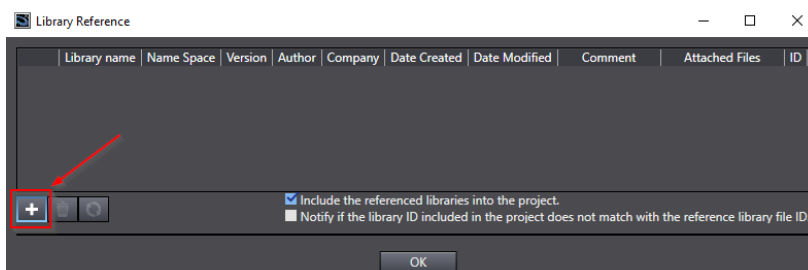 Library Reference
Library name Name Space Version Author Company Date Created Date Modified Comment Attached Files ID
Include the referenced libraries into the project.
Notify if the library ID included in the project does not match with the reference library file ID
OK